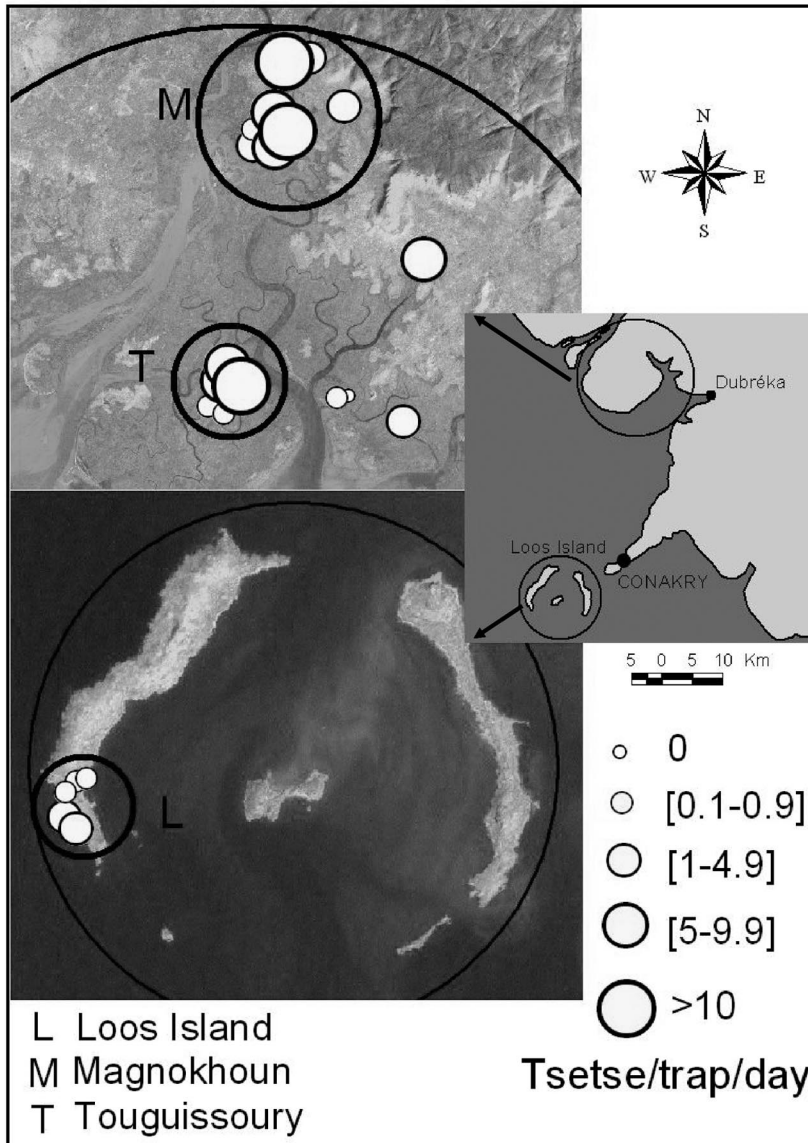 M
N
W E
S
T
Dubréka
Loos Island
CONAKRY
5 0 5 10 Km
L
0
[0.1-0.9]
[1-4.9]
[5-9.9]
>10
Tsetse/trap/day
L Loos Island
M Magnokhoun
T Touguissoury